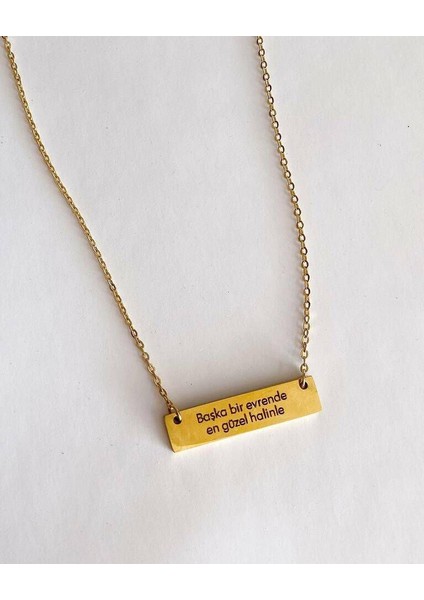 Başka bir evrende
en güzel halinle